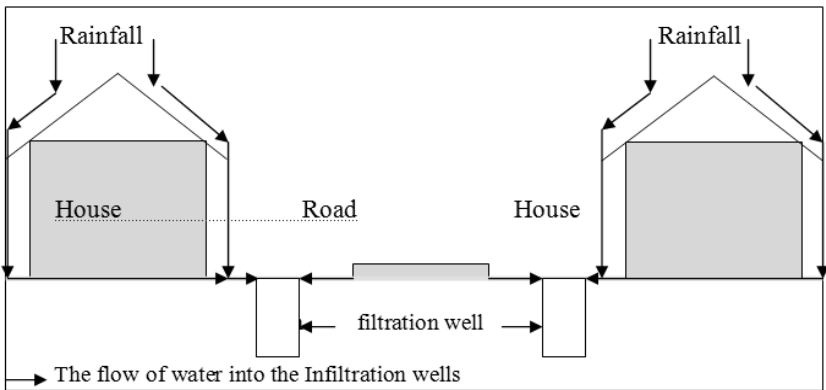 Rainfall Rainfall
House Road House
filtration well
The flow of water into the Infiltration wells